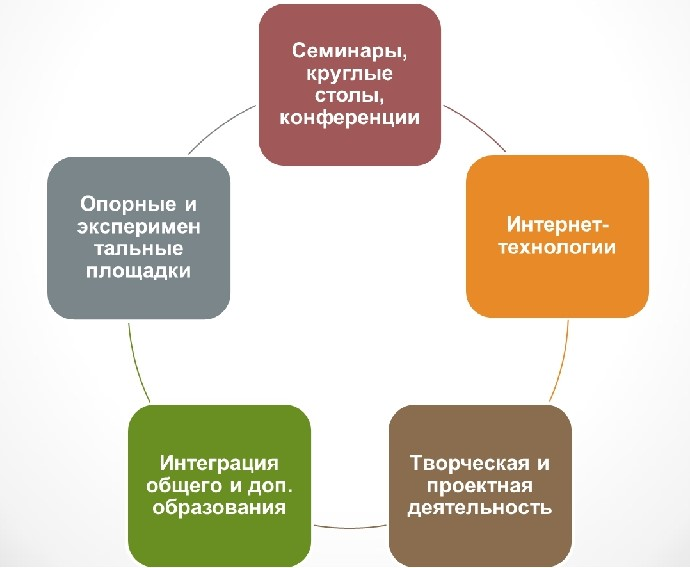 Семинары,
круглые
столы,
конференции
Интернет-
технологии
Творческая и
проектная
деятельность
Интеграция
общего и доп.
образования
Опорные и
эксперимен
тальные
площадки